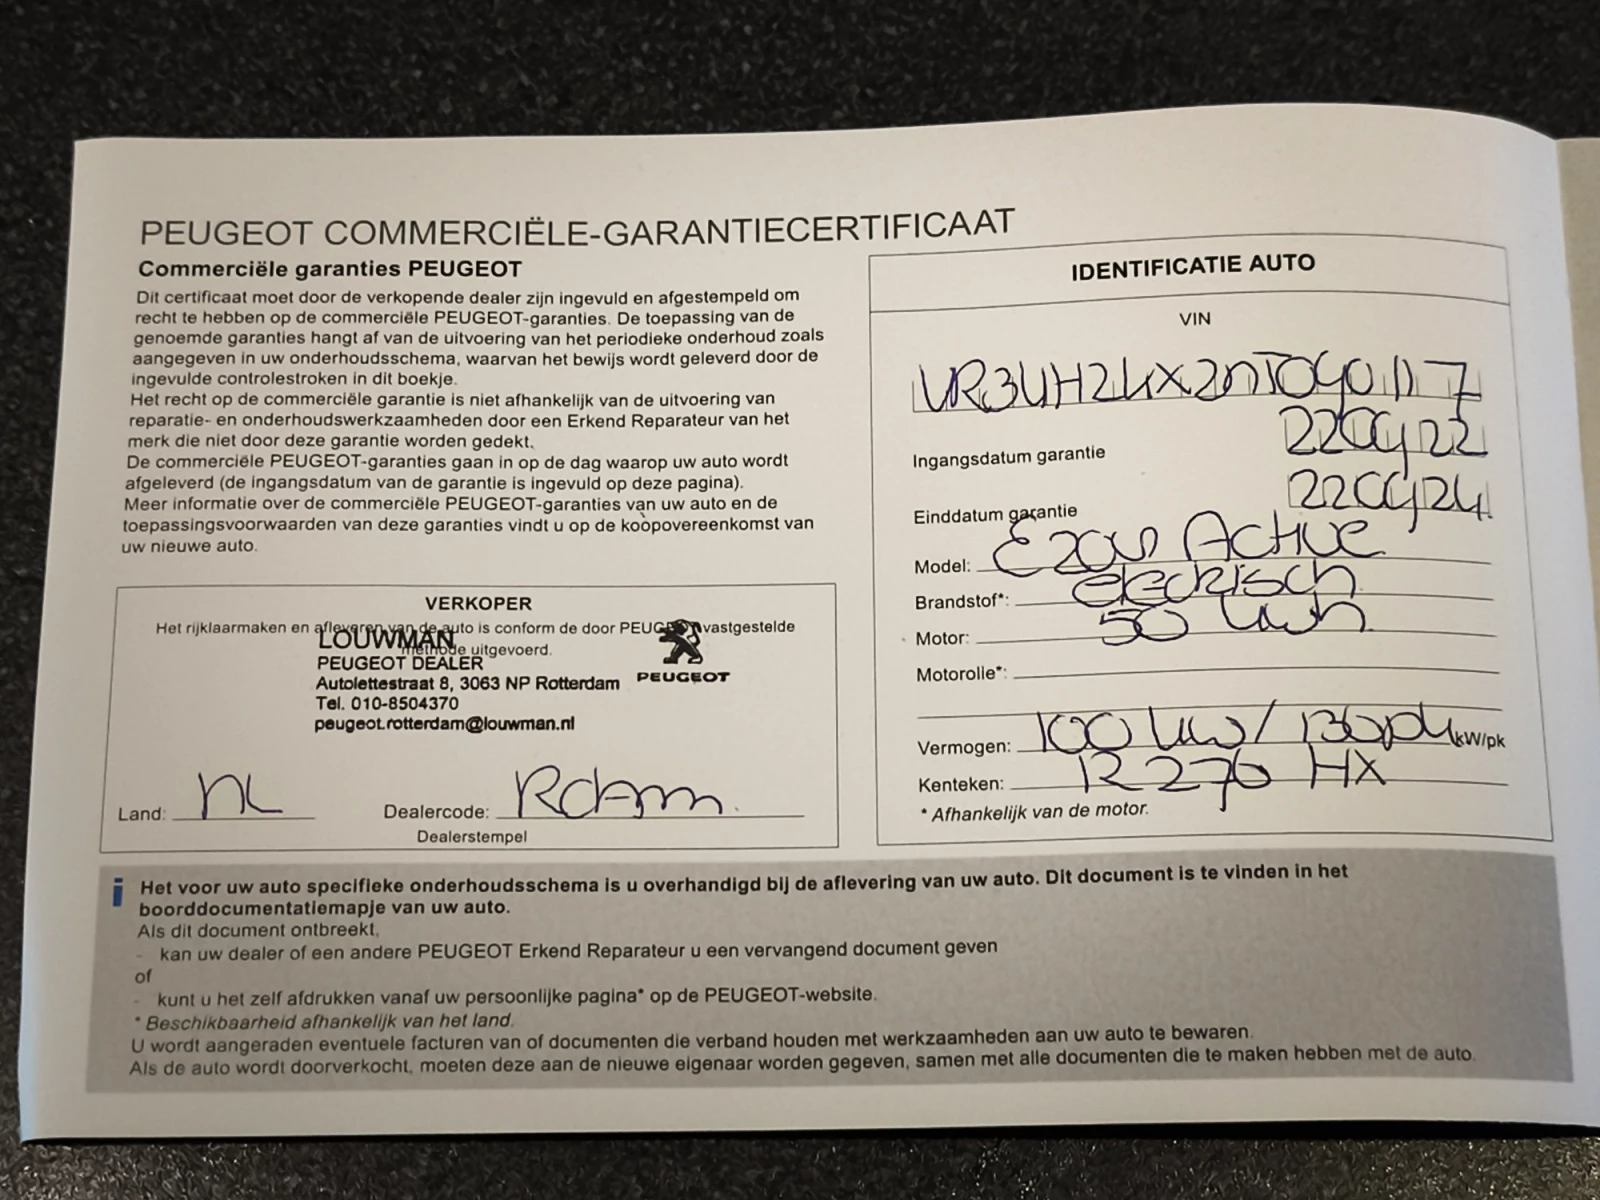 PEUGEOT COMMERCIËLE-GARANTIECERTIFICAAT
Commerciële garanties PEUGEOT
Dit certificaat moet door de verkopende dealer zijn ingevuld en afgestempeld om
recht te hebben op de commerciële PEUGEOT-garanties. De toepassing van de
genoemde garanties hangt af van de uitvoering van het periodieke onderhoud zoals
aangegeven in uw onderhoudsschema, waarvan het bewijs wordt geleverd door de
ingevulde controlestroken in dit boekje.
Het recht op de commerciële garantie is niet afhankelijk van de uitvoering van
reparatie- en onderhoudswerkzaamheden door een Erkend Reparateur van het
merk die niet door deze garantie worden gedekt.
De commerciële PEUGEOT-garanties gaan in op de dag waarop uw auto wordt
afgeleverd (de ingangsdatum van de garantie is ingevuld op deze pagina).
Meer informatie over de commerciële PEUGEOT-garanties van uw auto en de
toepassingsvoorwaarden van deze garanties vindt u op de koopovereenkomst van
uw nieuwe auto.
VERKOPER
Het rijklaarmaken en afleveren van de auto is conform de door PEUGEOT vastgestelde
methode uitgevoerd.
LOUWMAN
PEUGEOT DEALER
Autolettestraat 8, 3063 NP Rotterdam
Tel. 010-8504370
peugeot.rotterdam@louwman.nl
PEUGEOT
Land: NL
Dealercode: Rdam
Dealerstempel
IDENTIFICATIE AUTO
VIN
Ingangsdatum garantie
Einddatum garantie
Model: E208 Active
Brandstof*: electrisch
Motor: 50 kwh
Motorolie*:
Vermogen: 100 kw / 136pk kW/pk
Kenteken: R 276 HX
* Afhankelijk van de motor.
i Het voor uw auto specifieke onderhoudsschema is u overhandigd bij de aflevering van uw auto. Dit document is te vinden in het
boorddocumentatiemapje van uw auto.
Als dit document ontbreekt,
- kan uw dealer of een andere PEUGEOT Erkend Reparateur u een vervangend document geven
of
- kunt u het zelf afdrukken vanaf uw persoonlijke pagina* op de PEUGEOT-website.
* Beschikbaarheid afhankelijk van het land.
U wordt aangeraden eventuele facturen van of documenten die verband houden met werkzaamheden aan uw auto te bewaren.
Als de auto wordt doorverkocht, moeten deze aan de nieuwe eigenaar worden gegeven, samen met alle documenten die te maken hebben met de auto.